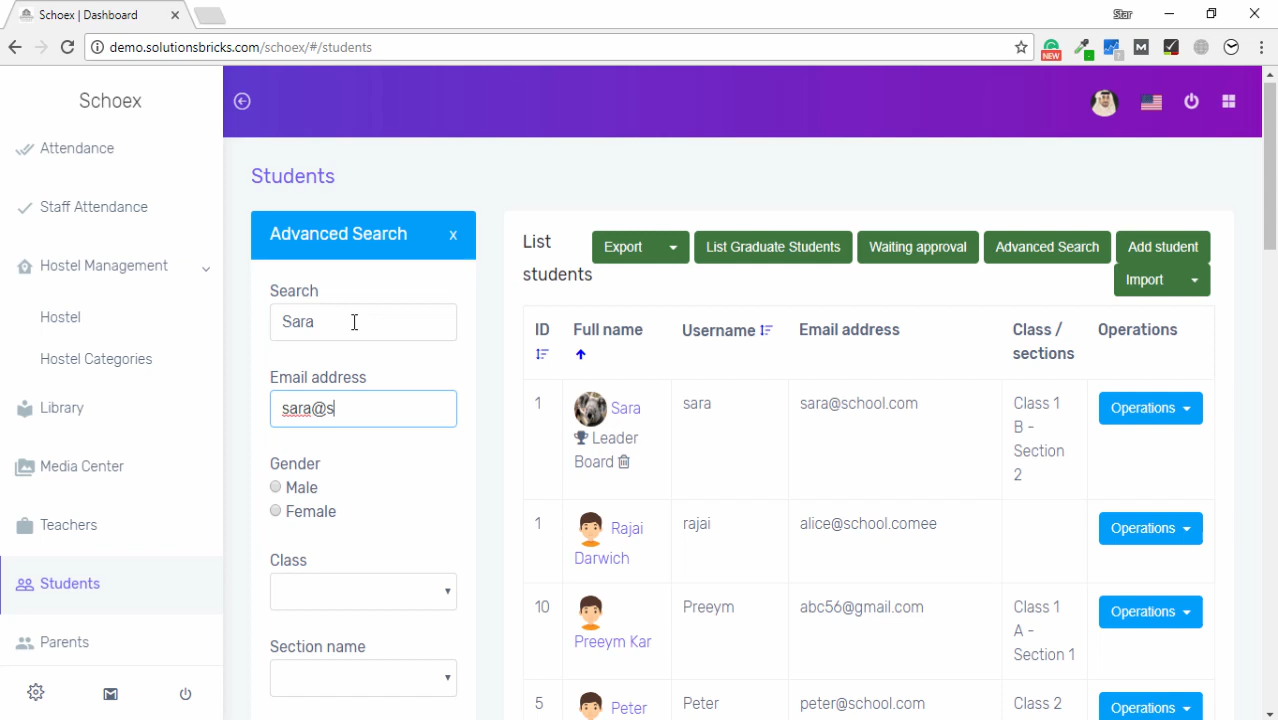 Schoex | Dashboard
Star
demo.solutionsbricks.com/schoex/#/students
NEW
Schoex
Attendance
Staff Attendance
Hostel Management
Hostel
Hostel Categories
Library
Media Center
Teachers
Students
Parents
Students
Advanced Search
x
Search
Sara
Email address
sara@s
Gender
Male
Female
Class
Section name
List
students
Export
List Graduate Students
Waiting approval
Advanced Search
Add student
Import
ID Full name Username Email address Class / sections Operations
1 Sara Leader Board sara sara@school.com Class 1 B - Section 2 Operations
1 Rajai Darwich rajai alice@school.comee Operations
10 Preeym Kar Preeym abc56@gmail.com Class 1 A - Section 1 Operations
5 Peter Peter peter@school.com Class 2 Operations